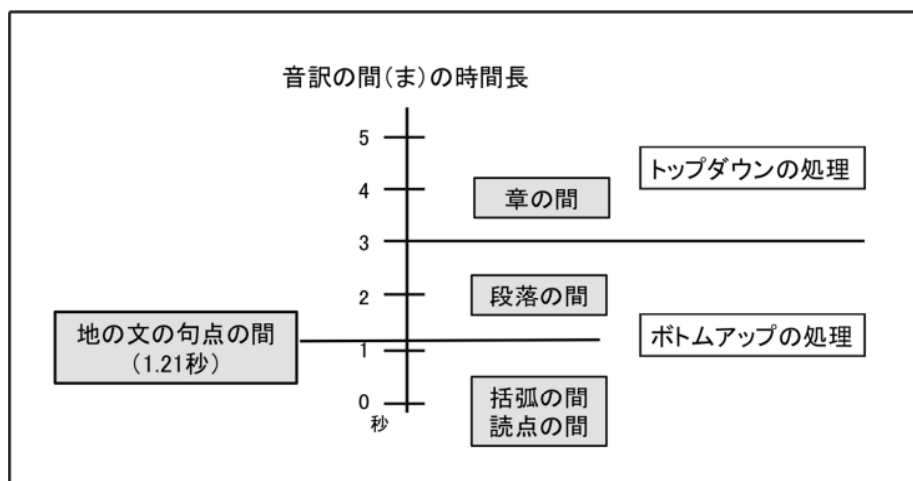 音訳の間(ま)の時間長
5
トップダウンの処理
4
章の間
3
段落の間
2
地の文の句点の間
(1.21秒)
ボトムアップの処理
1
括弧の間
0
読点の間
秒